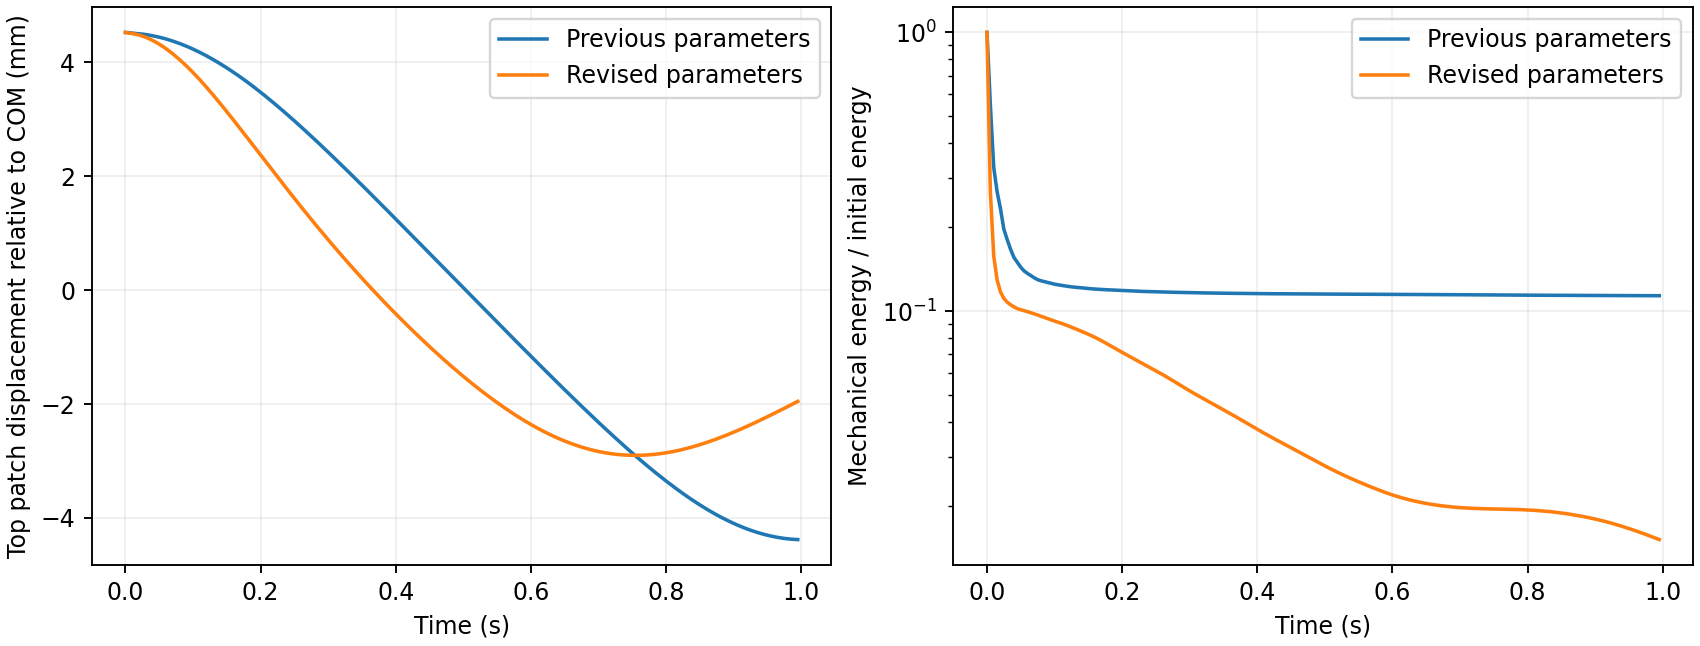 Top patch displacement relative to COM (mm)
4
2
0
−2
−4
Previous parameters
Revised parameters
0.0 0.2 0.4 0.6 0.8 1.0
Time (s)
Mechanical energy / initial energy
10⁰
10⁻¹
Previous parameters
Revised parameters
0.0 0.2 0.4 0.6 0.8 1.0
Time (s)